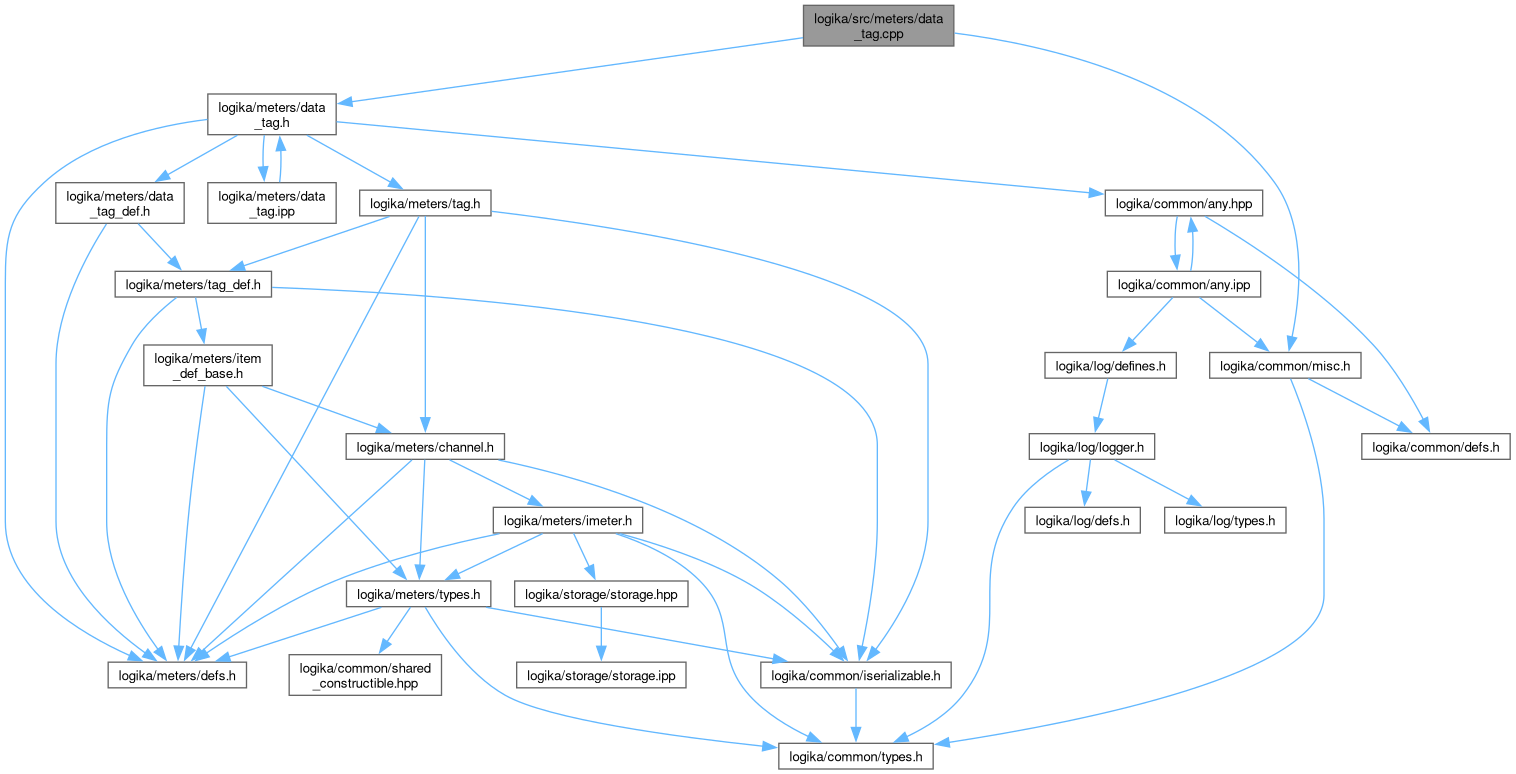 logika/src/meters/data
_tag.cpp
logika/meters/data
_tag.h
logika/meters/data
_tag_def.h
logika/meters/data
_tag.ipp
logika/meters/tag.h
logika/common/any.hpp
logika/meters/tag_def.h
logika/common/any.ipp
logika/meters/item
_def_base.h
logika/log/defines.h
logika/common/misc.h
logika/meters/channel.h
logika/log/logger.h
logika/common/defs.h
logika/meters/imeter.h
logika/log/defs.h
logika/log/types.h
logika/meters/types.h
logika/storage/storage.hpp
logika/meters/defs.h
logika/common/shared
_constructible.hpp
logika/storage/storage.ipp
logika/common/iserializable.h
logika/common/types.h